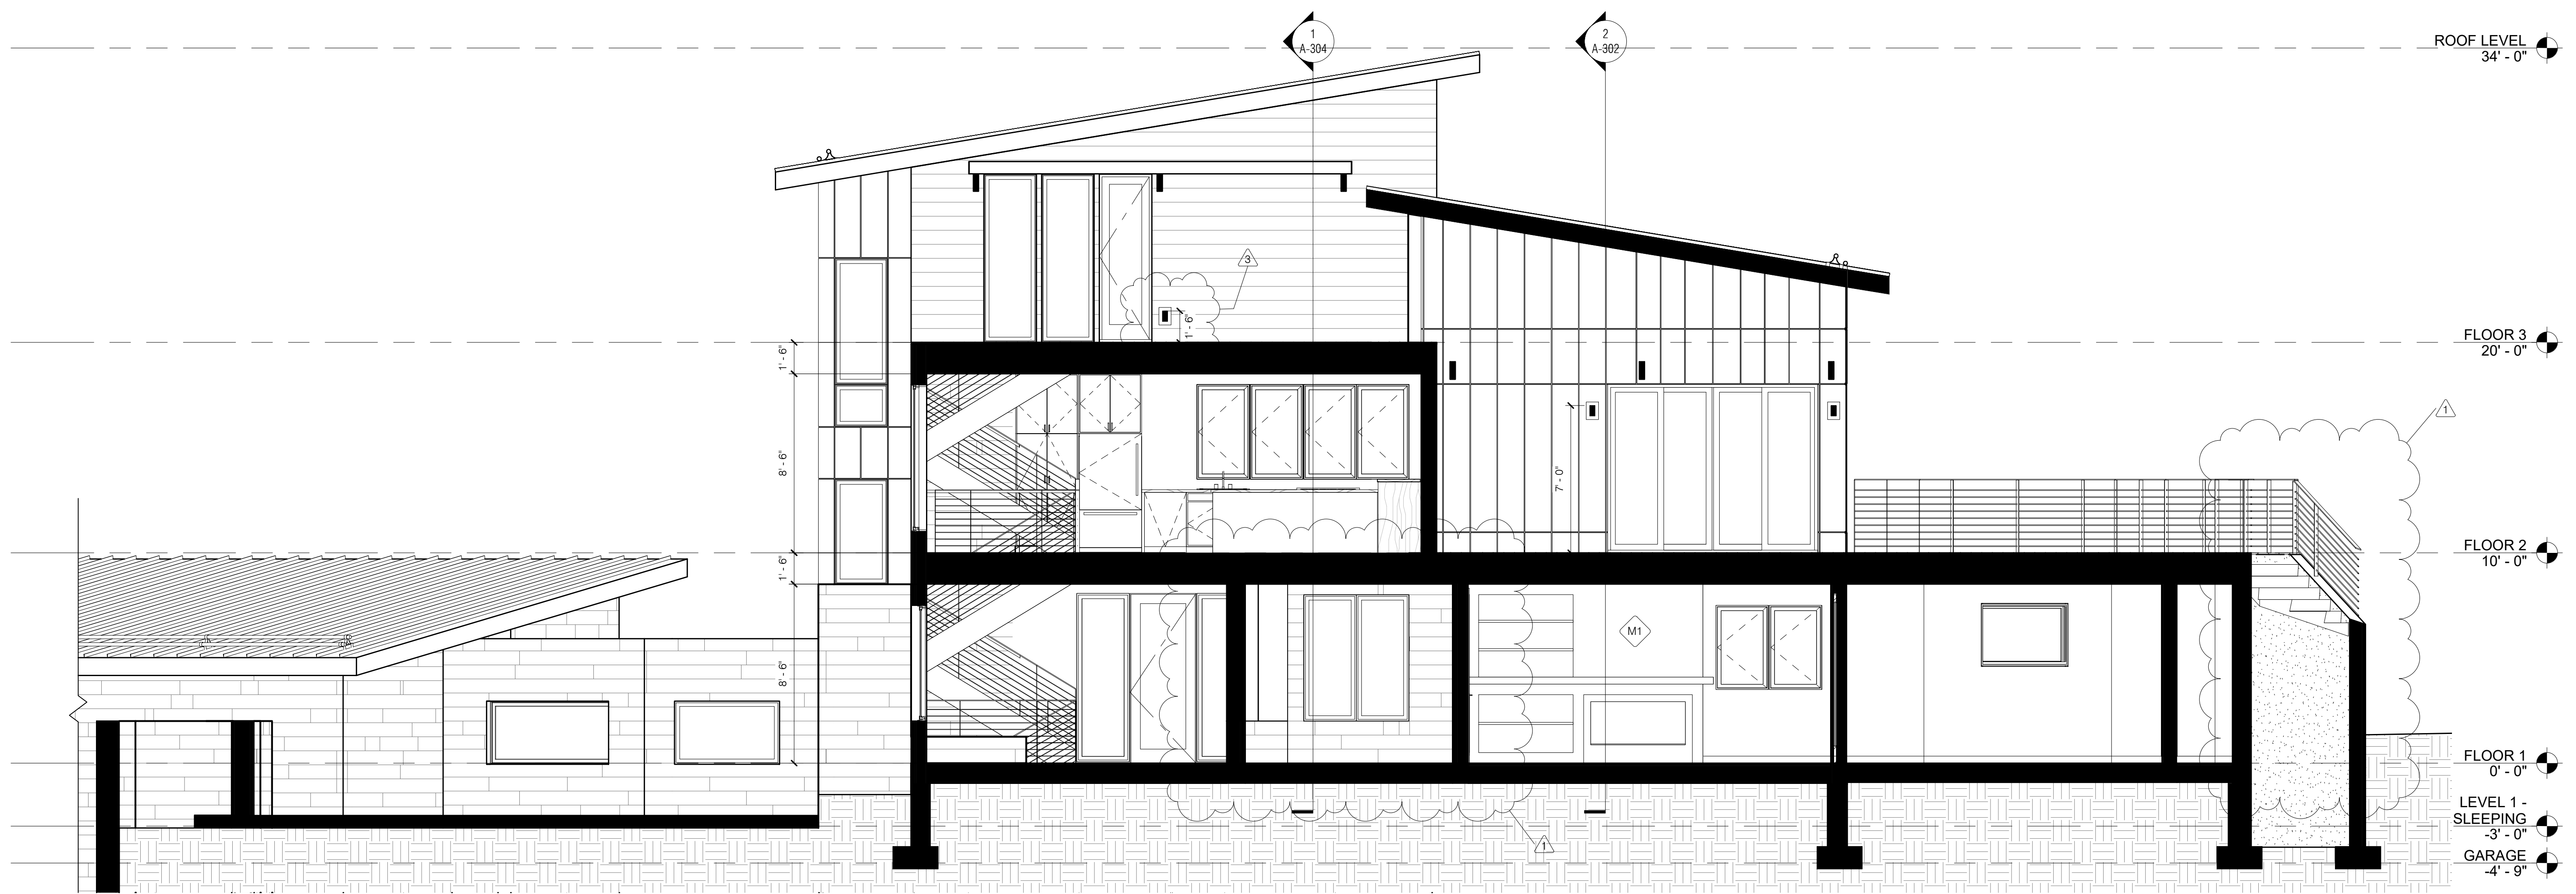 1
A-304
2
A-302
ROOF LEVEL
34' - 0"
3
1' - 6"
FLOOR 3
20' - 0"
1' - 6"
1
8' - 6"
7' - 0"
FLOOR 2
10' - 0"
1' - 6"
M1
8' - 6"
FLOOR 1
0' - 0"
LEVEL 1 -
SLEEPING
-3' - 0"
1
GARAGE
-4' - 9"